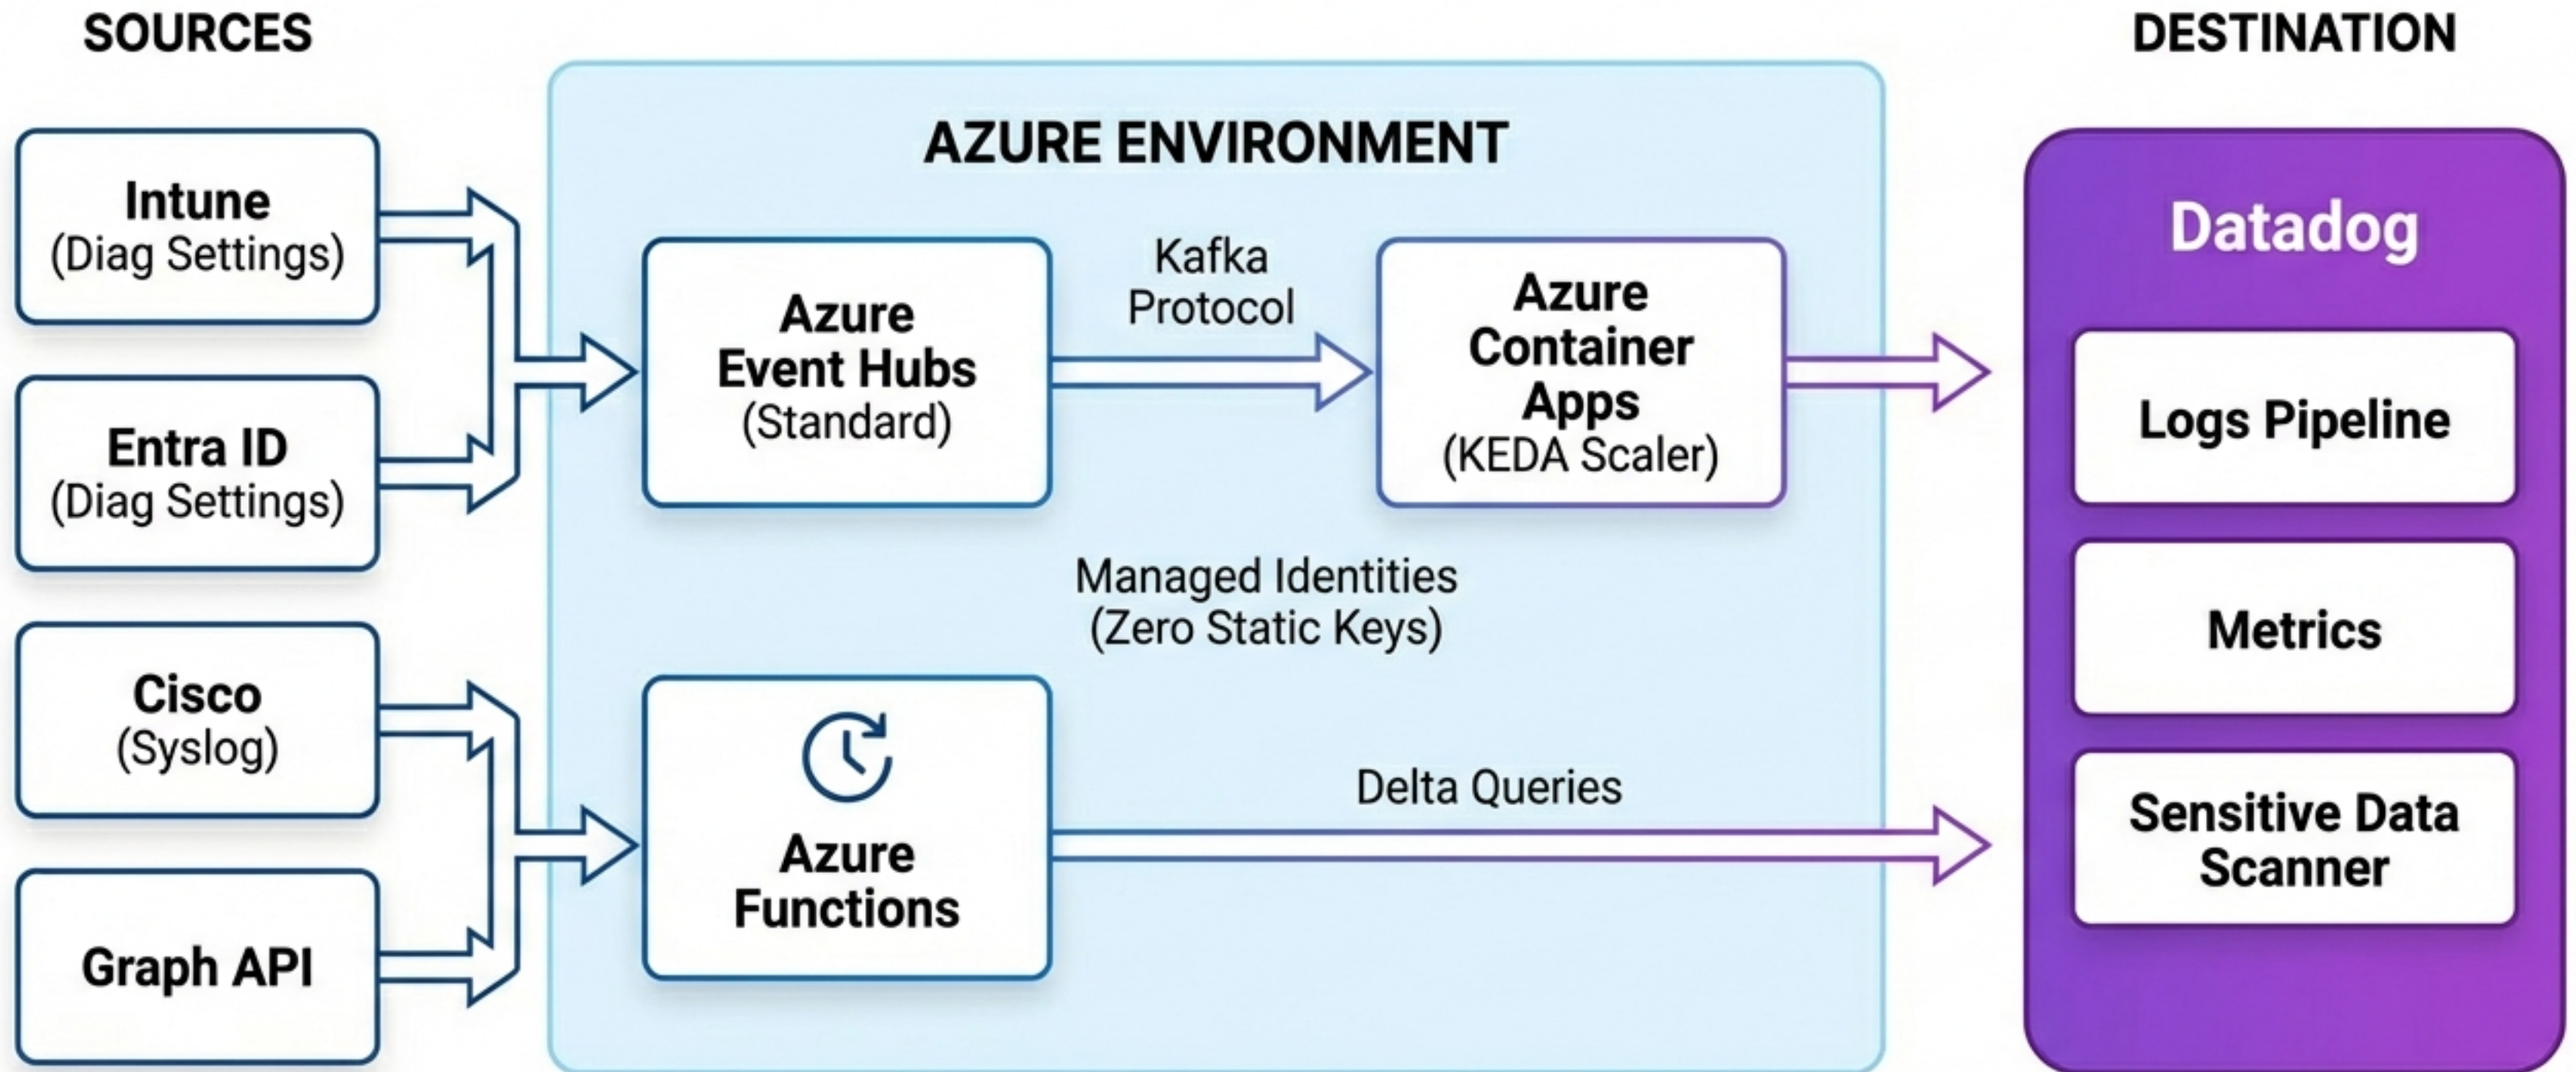 SOURCES
DESTINATION
AZURE ENVIRONMENT
Intune
(Diag Settings)
Entra ID
(Diag Settings)
Cisco
(Syslog)
Graph API
Azure
Event Hubs
(Standard)
Kafka
Protocol
Azure
Container
Apps
(KEDA Scaler)
Managed Identities
(Zero Static Keys)
Azure
Functions
Delta Queries
Datadog
Logs Pipeline
Metrics
Sensitive Data
Scanner